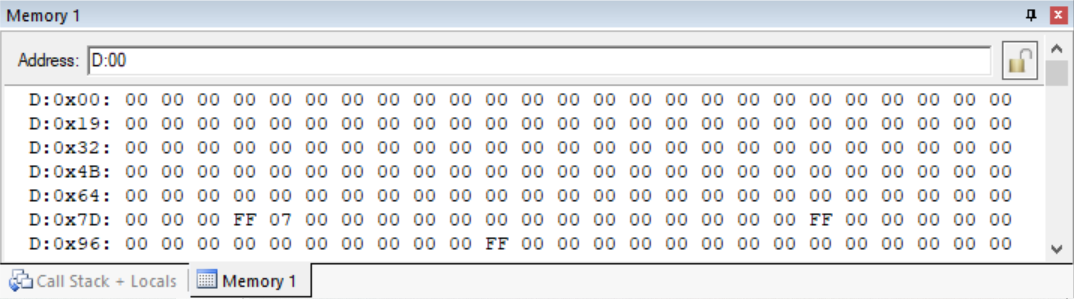 Memory 1
Address: D:00
D:0x00: 00 00 00 00 00 00 00 00 00 00 00 00 00 00 00 00 00 00 00 00 00 00 00 00 00
D:0x19: 00 00 00 00 00 00 00 00 00 00 00 00 00 00 00 00 00 00 00 00 00 00 00 00 00
D:0x32: 00 00 00 00 00 00 00 00 00 00 00 00 00 00 00 00 00 00 00 00 00 00 00 00 00
D:0x4B: 00 00 00 00 00 00 00 00 00 00 00 00 00 00 00 00 00 00 00 00 00 00 00 00 00
D:0x64: 00 00 00 00 00 00 00 00 00 00 00 00 00 00 00 00 00 00 00 00 00 00 00 00 00
D:0x7D: 00 00 00 FF 07 00 00 00 00 00 00 00 00 00 00 00 00 00 00 FF 00 00 00 00 00
D:0x96: 00 00 00 00 00 00 00 00 00 00 FF 00 00 00 00 00 00 00 00 00 00 00 00 00 00
Call Stack + Locals
Memory 1